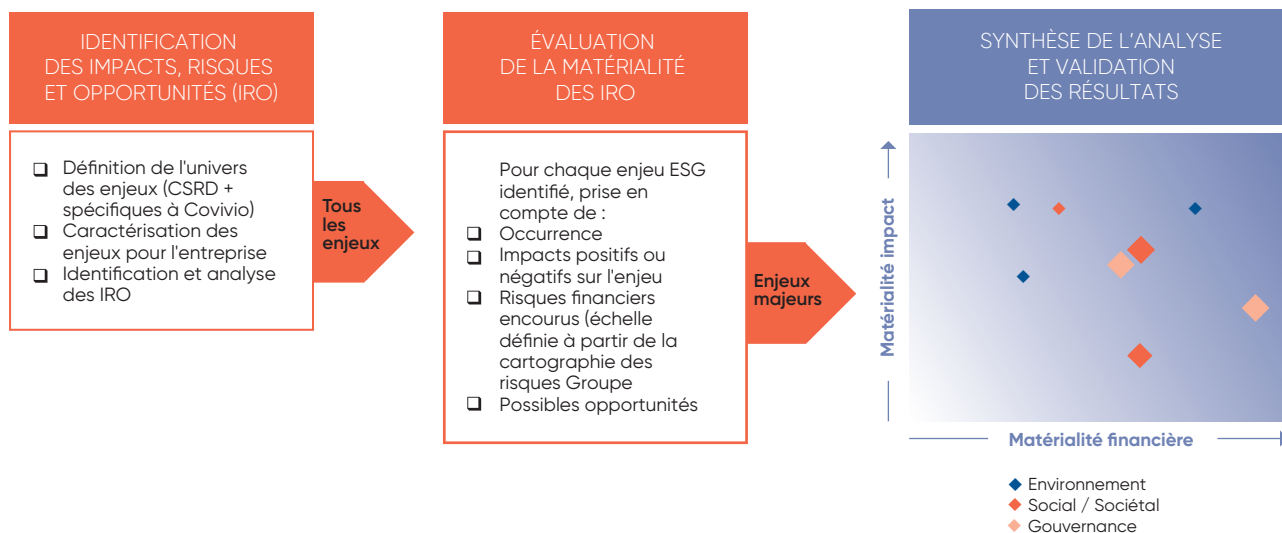 IDENTIFICATION
DES IMPACTS, RISQUES
ET OPPORTUNITÉS (IRO)
❑ Définition de l'univers
des enjeux (CSRD +
spécifiques à Covivio)
❑ Caractérisation des
enjeux pour l'entreprise
❑ Identification et analyse
des IRO
Tous
les
enjeux
ÉVALUATION
DE LA MATÉRIALITÉ
DES IRO
Pour chaque enjeu ESG
identifié, prise en
compte de :
❑ Occurrence
❑ Impacts positifs ou
négatifs sur l'enjeu
❑ Risques financiers
encourus (échelle
définie à partir de la
cartographie des
risques Groupe
❑ Possibles opportunités
Enjeux
majeurs
SYNTHÈSE DE L'ANALYSE
ET VALIDATION
DES RÉSULTATS
Matérialité impact
Matérialité financière
Environnement
Social / Sociétal
Gouvernance